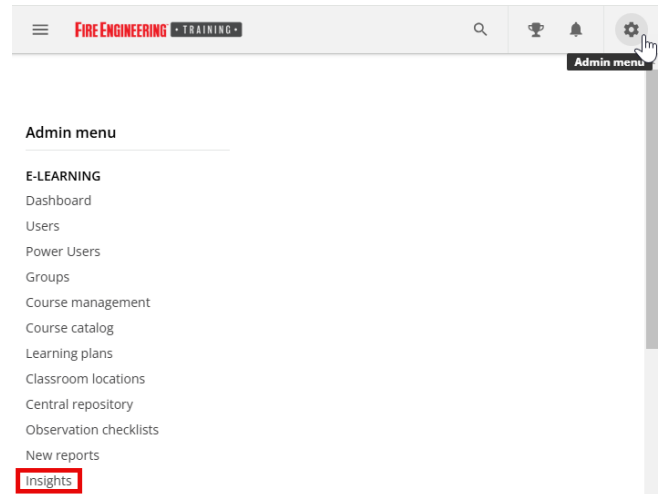 FIRE ENGINEERING • TRAINING •
Admin menu
Admin menu
E-LEARNING
Dashboard
Users
Power Users
Groups
Course management
Course catalog
Learning plans
Classroom locations
Central repository
Observation checklists
New reports
Insights